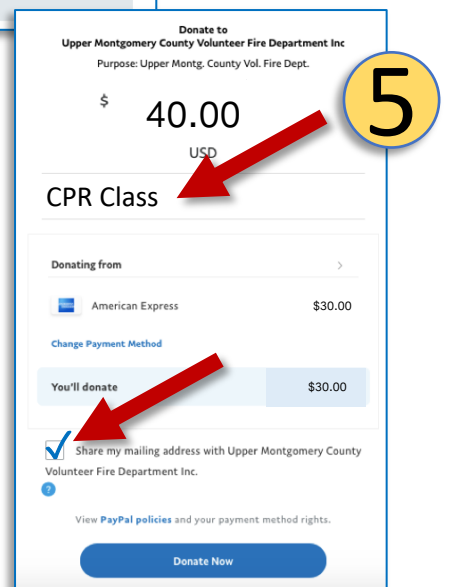 Donate to
Upper Montgomery County Volunteer Fire Department Inc
Purpose: Upper Montg. County Vol. Fire Dept.
5
$ 40.00
USD
CPR Class
Donating from
American Express $30.00
Change Payment Method
You'll donate $30.00
Share my mailing address with Upper Montgomery County
Volunteer Fire Department Inc.
?
View PayPal policies and your payment method rights.
Donate Now